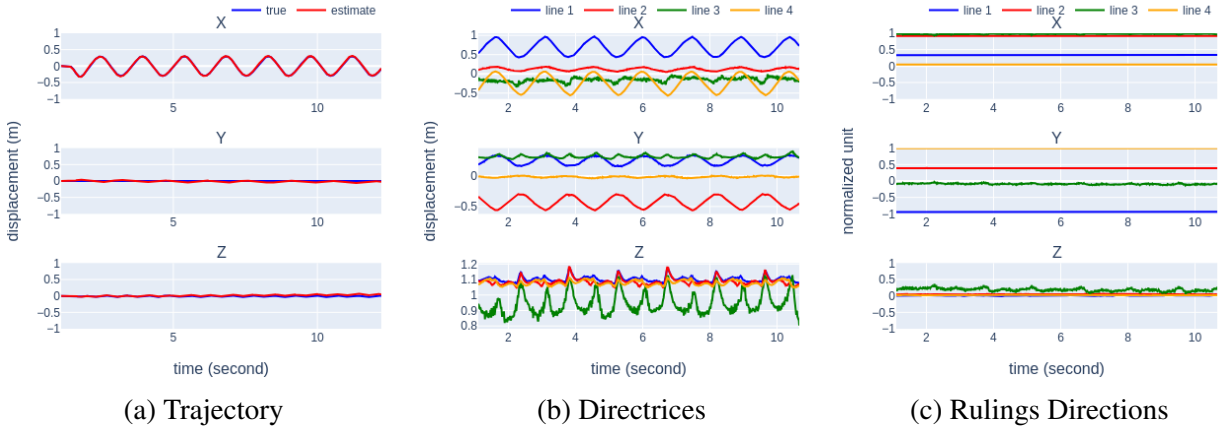 true estimate
X
1
0.5
0
−0.5
−1
5 10
Y
1
0.5
0
−0.5
−1
5 10
Z
1
0.5
0
−0.5
−1
5 10
displacement (m)
time (second)
(a) Trajectory
line 1 line 2 line 3 line 4
X
1
0.5
0
−0.5
2 4 6 8 10
Y
0.5
0
−0.5
2 4 6 8 10
Z
1.2
1.1
1
0.9
0.8
2 4 6 8 10
displacement (m)
time (second)
(b) Directrices
line 1 line 2 line 3 line 4
X
1
0.5
0
−0.5
−1
2 4 6 8 10
Y
1
0.5
0
−0.5
−1
2 4 6 8 10
Z
1
0.5
0
−0.5
−1
2 4 6 8 10
normalized unit
time (second)
(c) Rulings Directions